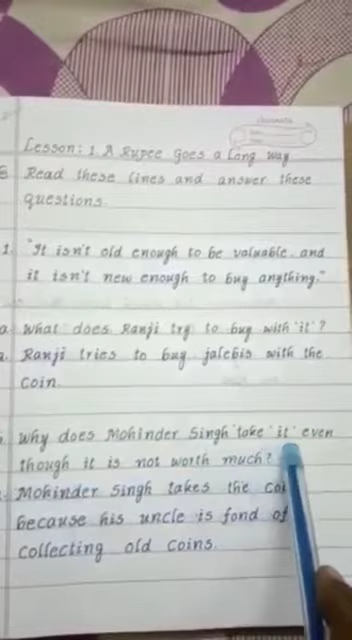 classmate
Lesson: 1. A Rupee Goes a Long Way
B Read these lines and answer these
questions.
1. "It isn't old enough to be valuable, and
it isn't new enough to buy anything."
a. What does Ranji try to buy with 'it'?
Ranji tries to buy jalebis with the
coin.
Why does Mohinder Singh take 'it' even
though it is not worth much?
Mohinder Singh takes the
because his uncle is fond of
collecting old coins.